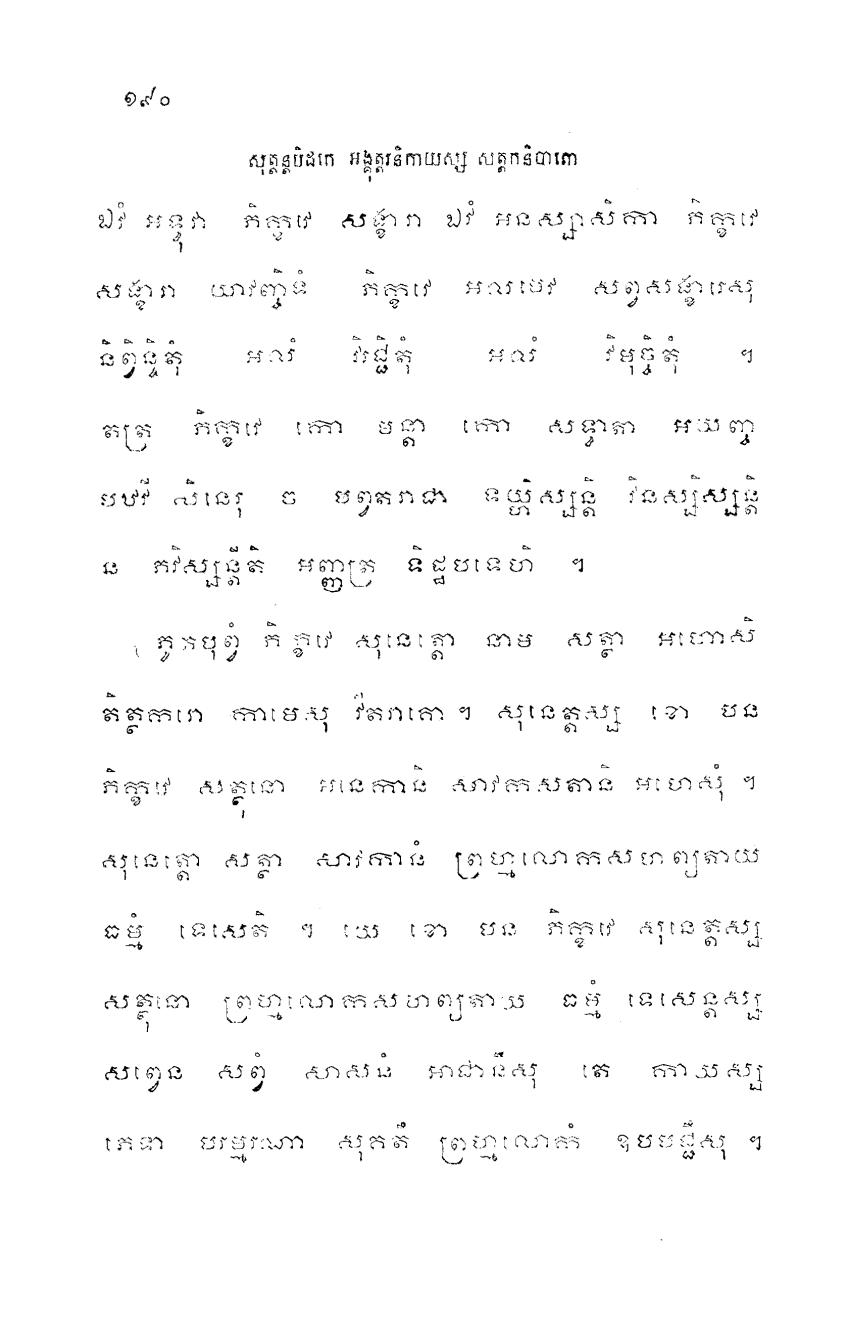 ១៩០
សុត្តន្តបិដកេ អង្គុត្តរនិកាយស្ស សត្តកនិបាតោ
ឯវំ អទ្ធុវា ភិក្ខវេ សង្ខារា ឯវំ អនស្សាសិកា ភិក្ខវេ
សង្ខារា យាវញ្ចិទំ ភិក្ខវេ អលមេវ សព្វសង្ខារេសុ
និព្វិន្ទិតុំ អលំ វិរជ្ជិតុំ អលំ វិមុច្ចិតុំ ។
តត្រ ភិក្ខវេ កោ មន្តា កោ សទ្ធាតា អយញ្ច
បឋវី សិនេរុ ច បព្វតរាជា ទយ្ហិស្សន្តិ វិនស្សិស្សន្តិ
ន ភវិស្សន្តីតិ អញ្ញត្រ ទិដ្ឋបទេហិ ។
ភូតបុព្វំ ភិក្ខវេ សុនេត្តោ នាម សត្ថា អហោសិ
តិត្ថករោ កាមេសុ វីតរាគោ ។ សុនេត្តស្ស ខោ បន
ភិក្ខវេ សត្ថុនោ អនេកានិ សាវកសតានិ អហេសុំ ។
សុនេត្តោ សត្ថា សាវកានំ ព្រហ្មលោកសហព្យតាយ
ធម្មំ ទេសេតិ ។ យេ ខោ បន ភិក្ខវេ សុនេត្តស្ស
សត្ថុនោ ព្រហ្មលោកសហព្យតាយ ធម្មំ ទេសេន្តស្ស
សព្វេន សព្វំ សាសនំ អាជានឹសុ តេ កាយស្ស
ភេទា បរម្មរណា សុគតឹ ព្រហ្មលោកំ ឧបបជ្ជឹសុ ។